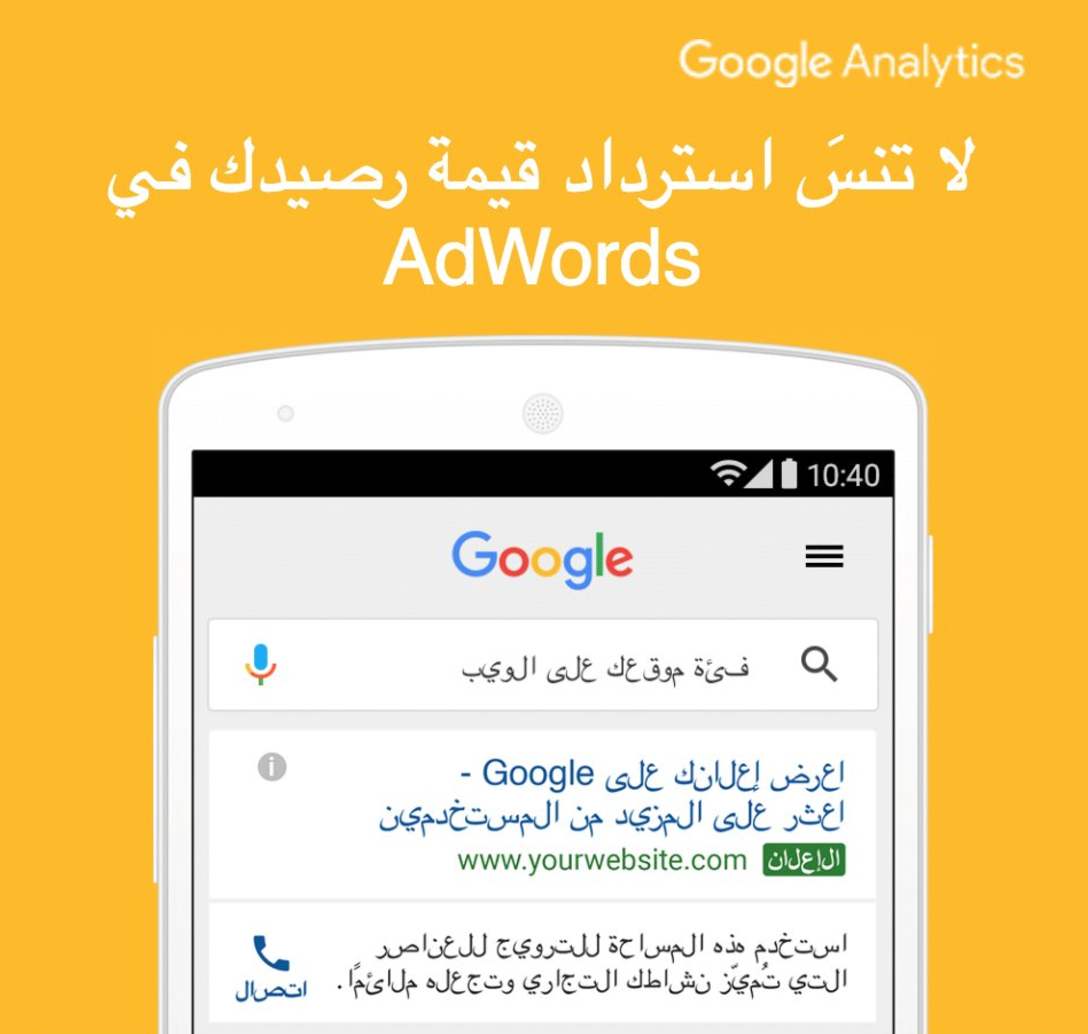 Google Analytics
لا تنسَ استرداد قيمة رصيدك في
AdWords
10:40
Google
فئة موقعك على الويب
i
اعرض إعلانك على Google -
اعثر على المزيد من المستخدمين
الإعلان www.yourwebsite.com
استخدم هذه المساحة للترويج للعناصر
التي تُميّز نشاطك التجاري وتجعله ملائمًا.
اتصال